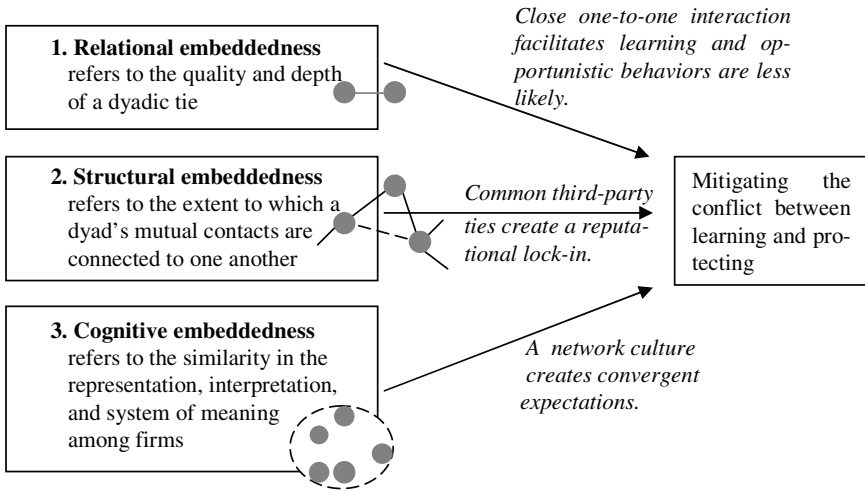 Close one-to-one interaction
facilitates learning and op-
portunistic behaviors are less
likely.
1. Relational embeddedness
refers to the quality and depth
of a dyadic tie
2. Structural embeddedness
refers to the extent to which a
dyad's mutual contacts are
connected to one another
Common third-party
ties create a reputa-
tional lock-in.
Mitigating the
conflict between
learning and pro-
tecting
3. Cognitive embeddedness
refers to the similarity in the
representation, interpretation,
and system of meaning
among firms
A network culture
creates convergent
expectations.